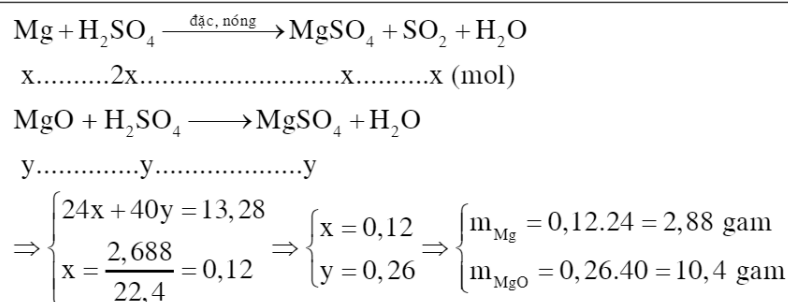 Mg + H₂SO₄ —đặc, nóng→ MgSO₄ + SO₂ + H₂O
x..........2x............................x..........x (mol)
MgO + H₂SO₄ ⟶ MgSO₄ + H₂O
y..............y....................y
⇒ { 24x + 40y = 13,28 ; x = 2,688/22,4 = 0,12 ⇒ { x = 0,12 ; y = 0,26 ⇒ { m_Mg = 0,12.24 = 2,88 gam ; m_MgO = 0,26.40 = 10,4 gam